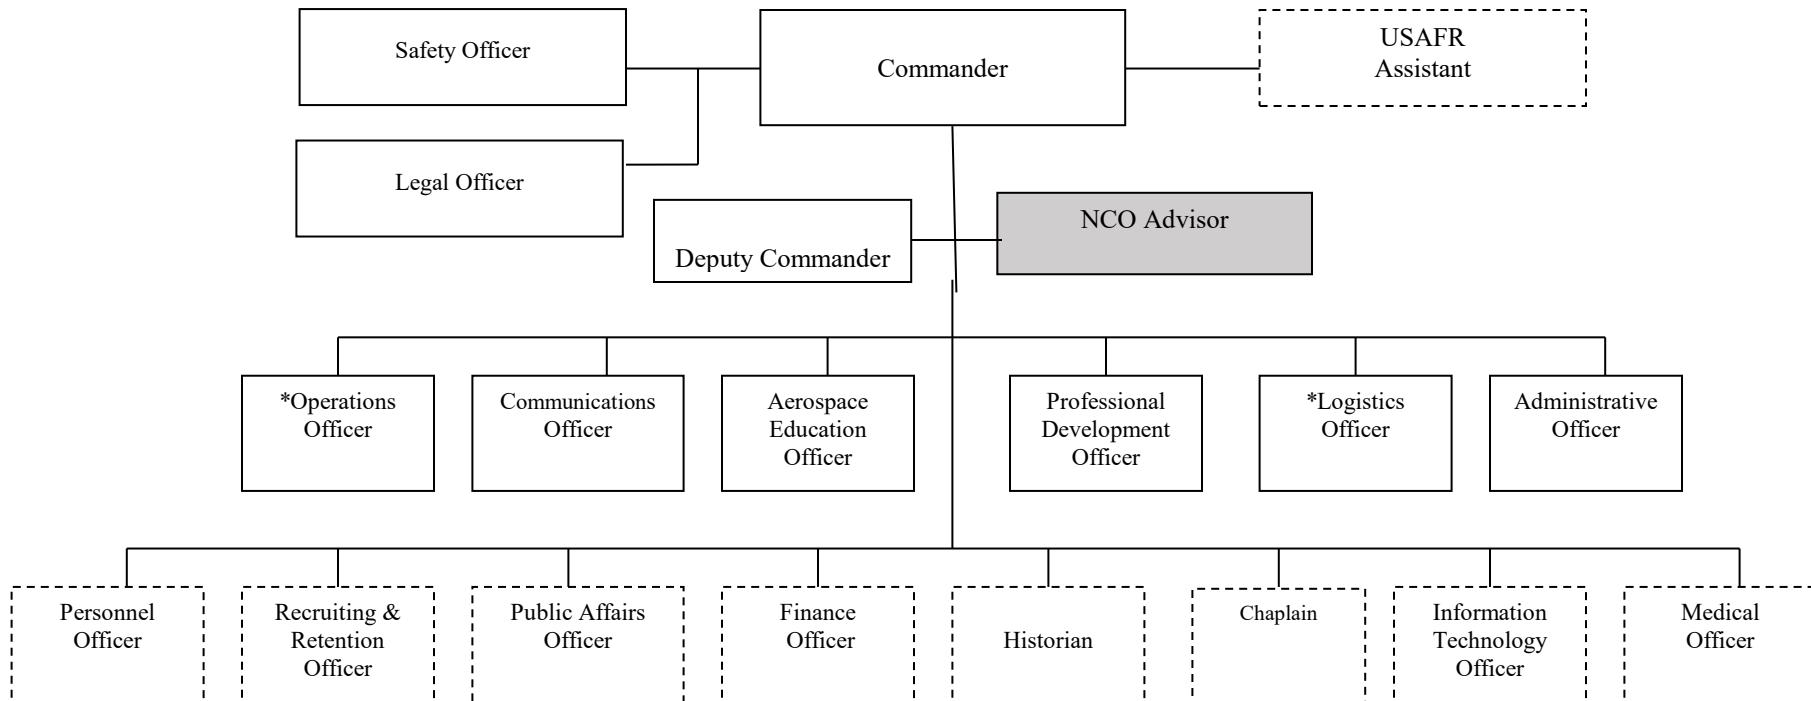 Safety Officer
Commander
USAFR
Assistant
Legal Officer
Deputy Commander
NCO Advisor
*Operations
Officer
Communications
Officer
Aerospace
Education
Officer
Professional
Development
Officer
*Logistics
Officer
Administrative
Officer
Personnel
Officer
Recruiting &
Retention
Officer
Public Affairs
Officer
Finance
Officer
Historian
Chaplain
Information
Technology
Officer
Medical
Officer